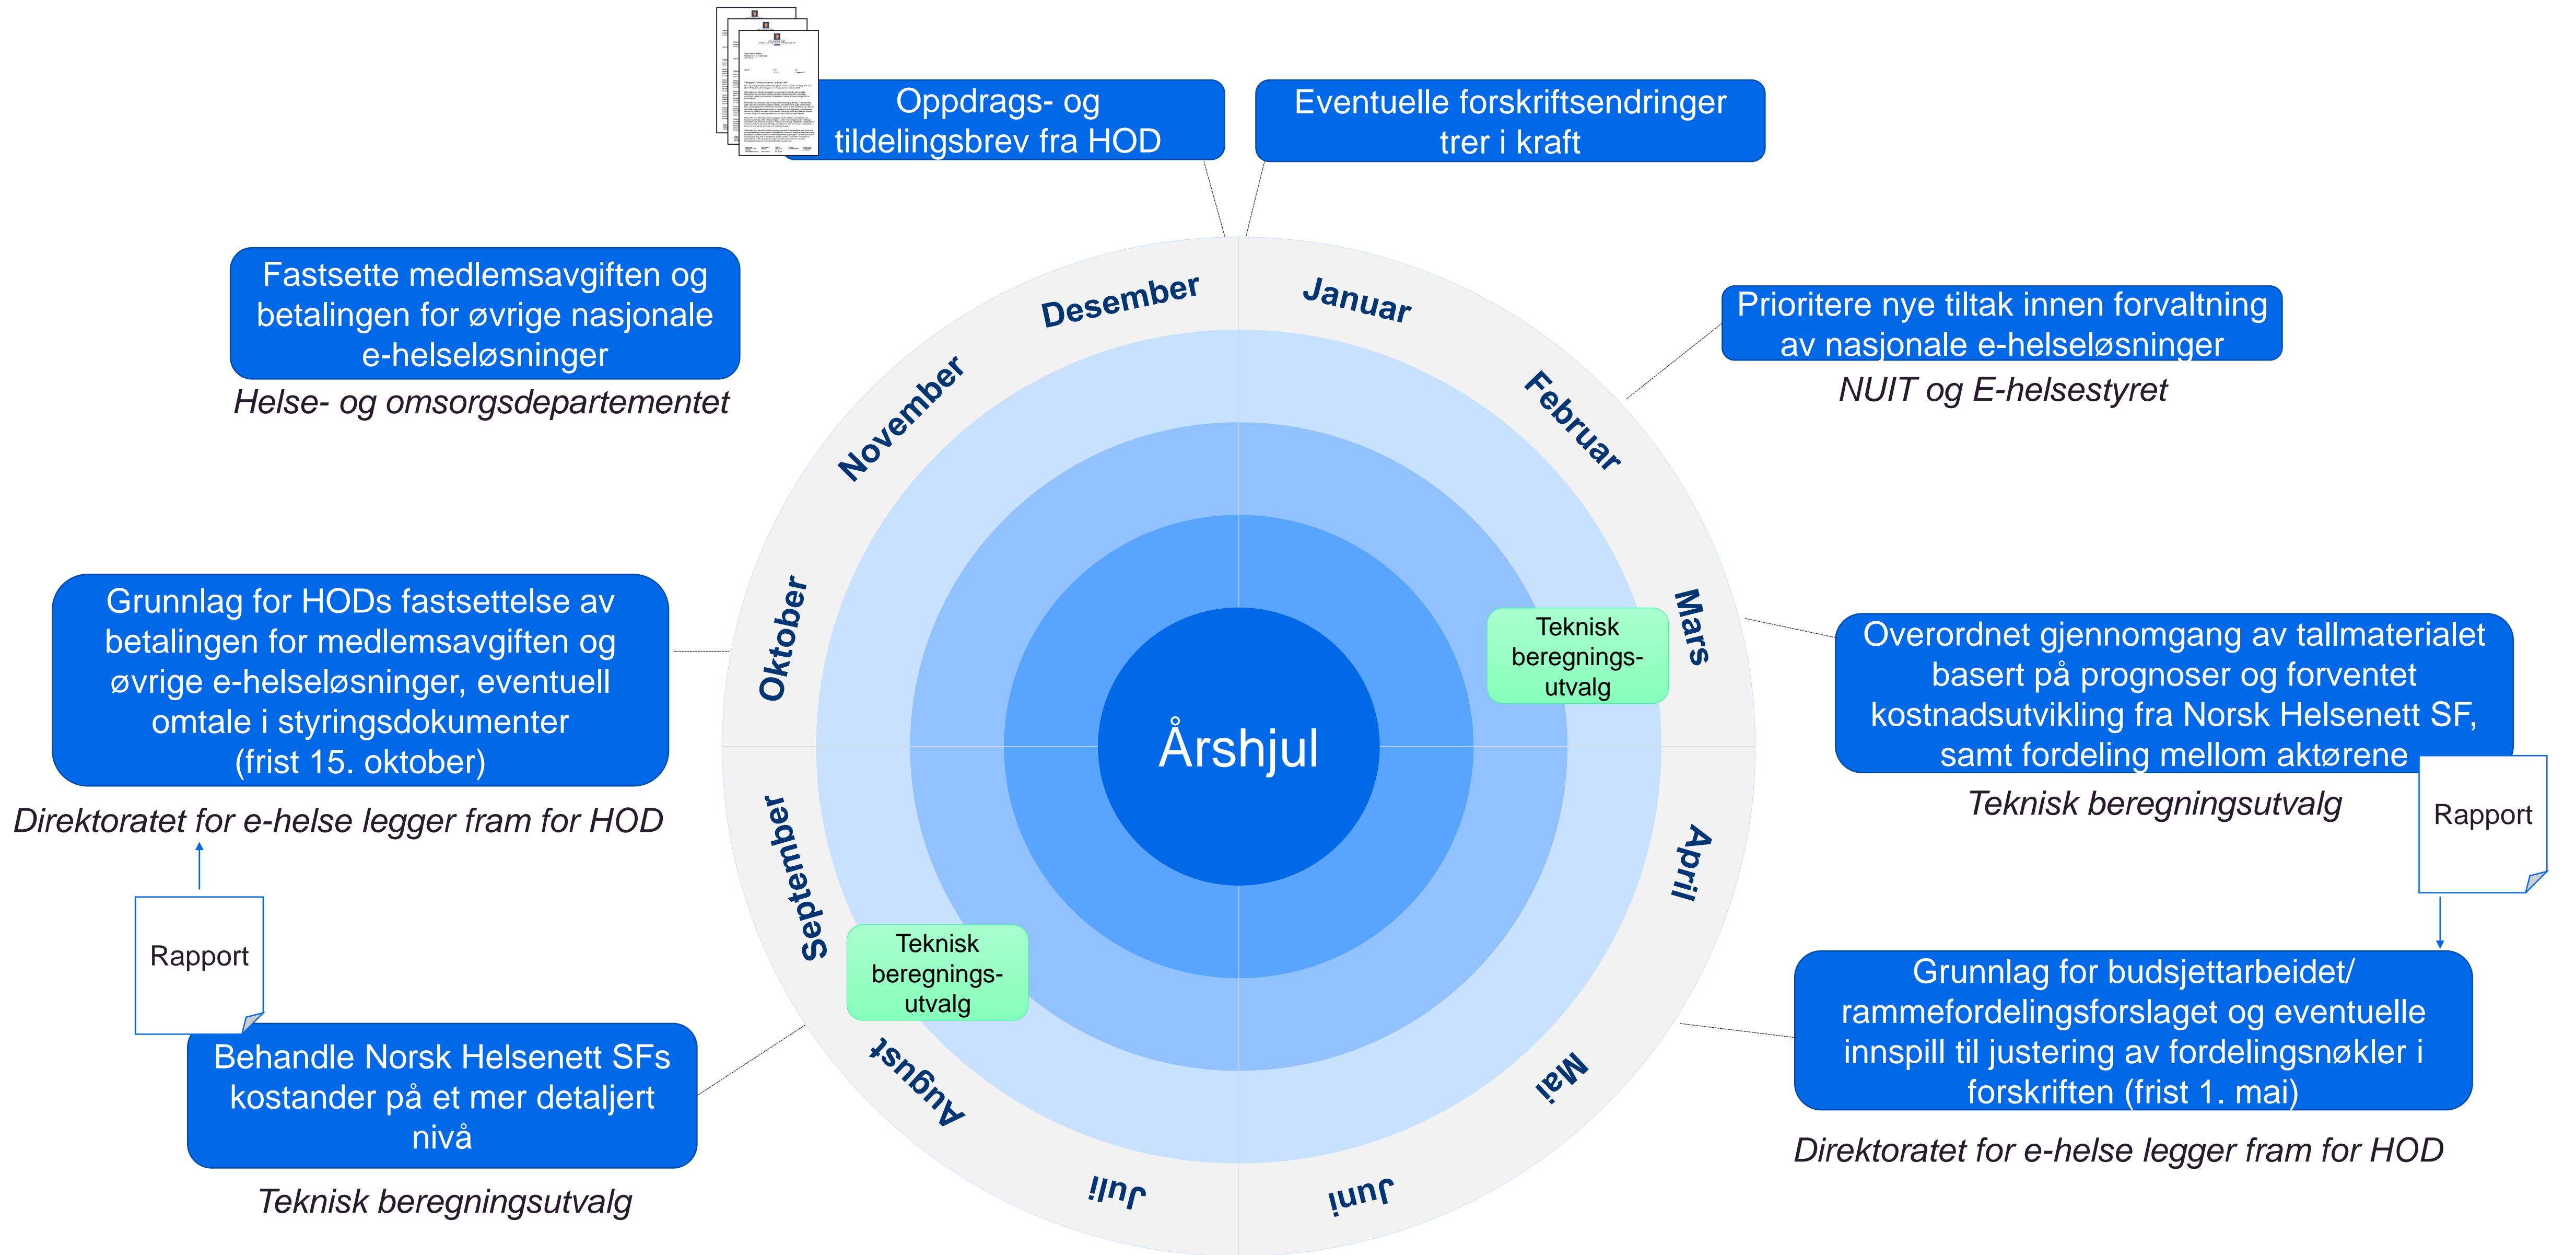 Oppdrags- og
tildelingsbrev fra HOD
Eventuelle forskriftsendringer
trer i kraft
Fastsette medlemsavgiften og
betalingen for øvrige nasjonale
e-helseløsninger
Helse- og omsorgsdepartementet
Prioritere nye tiltak innen forvaltning
av nasjonale e-helseløsninger
NUIT og E-helsestyret
Desember
Januar
November
Februar
Oktober
Mars
September
April
August
Mai
Juli
Juni
Årshjul
Teknisk
beregnings-
utvalg
Teknisk
beregnings-
utvalg
Grunnlag for HODs fastsettelse av
betalingen for medlemsavgiften og
øvrige e-helseløsninger, eventuell
omtale i styringsdokumenter
(frist 15. oktober)
Direktoratet for e-helse legger fram for HOD
Overordnet gjennomgang av tallmaterialet
basert på prognoser og forventet
kostnadsutvikling fra Norsk Helsenett SF,
samt fordeling mellom aktørene
Teknisk beregningsutvalg
Rapport
Rapport
Behandle Norsk Helsenett SFs
kostander på et mer detaljert
nivå
Teknisk beregningsutvalg
Grunnlag for budsjettarbeidet/
rammefordelingsforslaget og eventuelle
innspill til justering av fordelingsnøkler i
forskriften (frist 1. mai)
Direktoratet for e-helse legger fram for HOD